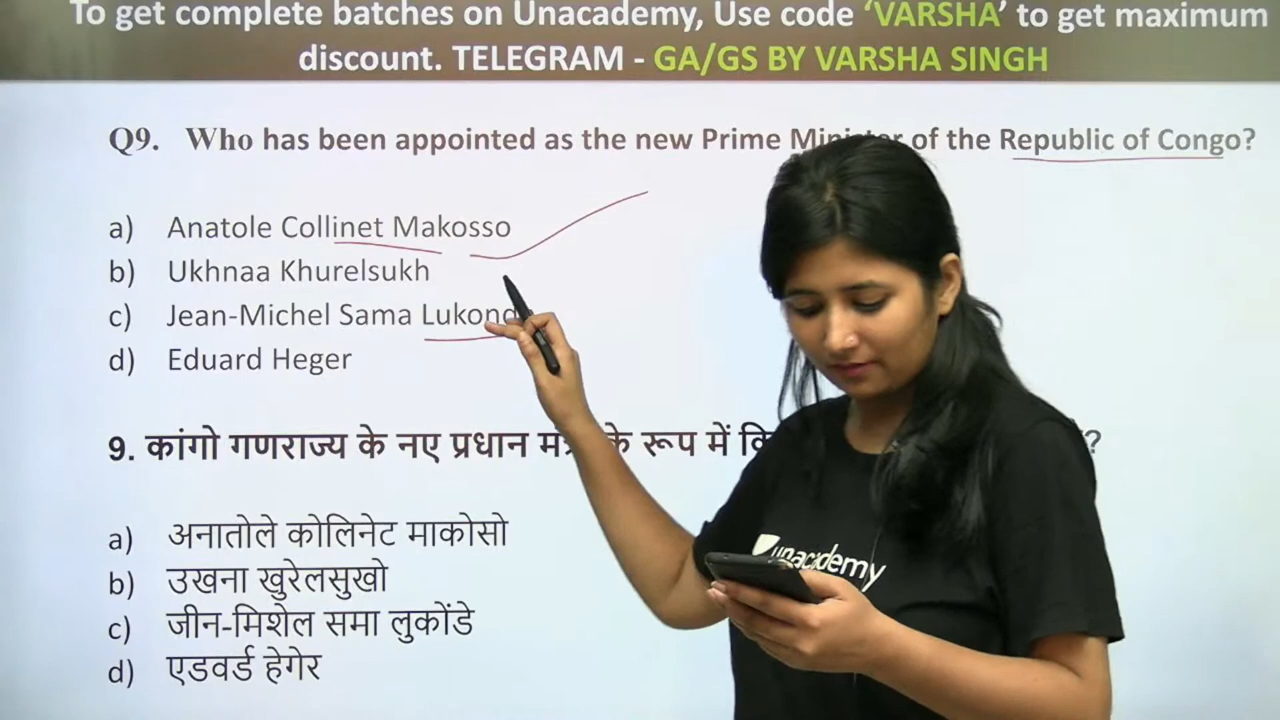 To get complete batches on Unacademy, Use code ‘VARSHA’ to get maximum
discount. TELEGRAM - GA/GS BY VARSHA SINGH
Q9. Who has been appointed as the new Prime Minister of the Republic of Congo?
a) Anatole Collinet Makosso
b) Ukhnaa Khurelsukh
c) Jean-Michel Sama Lukond
d) Eduard Heger
9. कांगो गणराज्य के नए प्रधान के रूप में ?
a) अनातोले कोलिनेट माकोसो
b) उखना खुरेलसुखो
c) जीन-मिशेल समा लुकोंडे
d) एडवर्ड हेगेर
unacademy